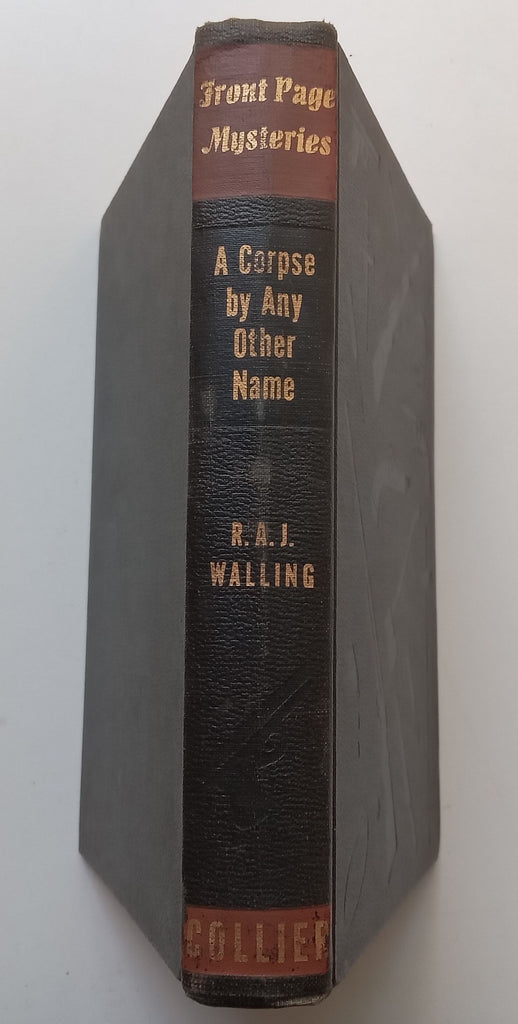 Front Page
Mysteries
A Corpse
by Any
Other
Name
R. A. J.
WALLING
COLLIER